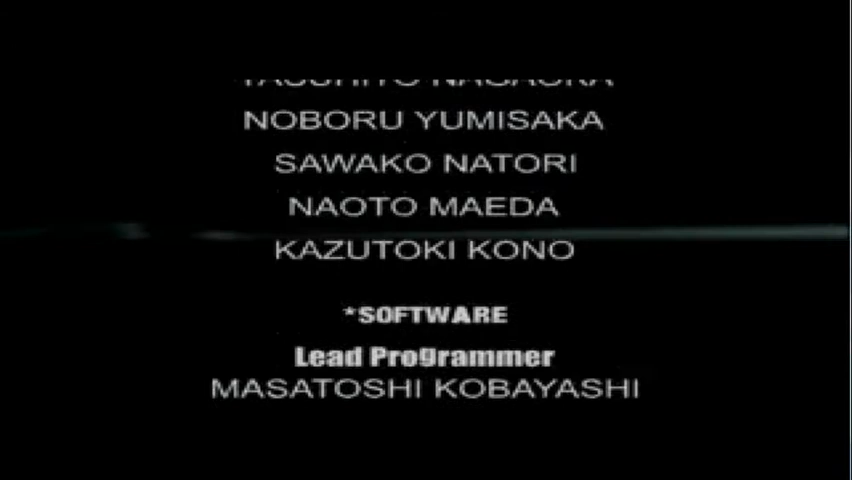 NOBORU YUMISAKA
SAWAKO NATORI
NAOTO MAEDA
KAZUTOKI KONO
*SOFTWARE
Lead Programmer
MASATOSHI KOBAYASHI